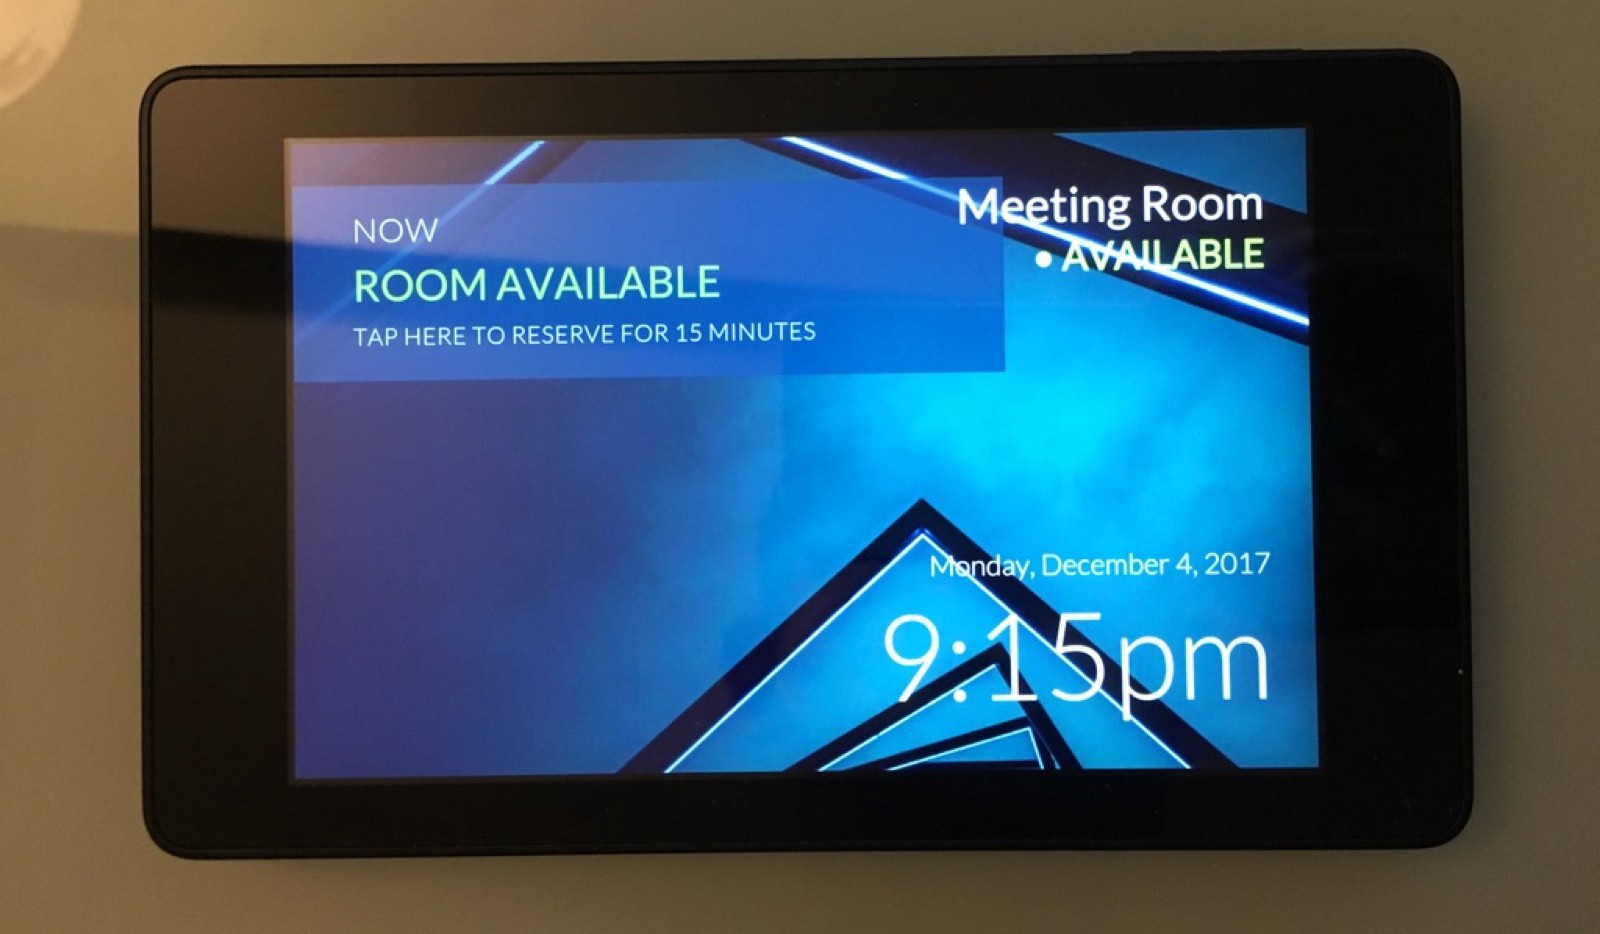 NOW
ROOM AVAILABLE
TAP HERE TO RESERVE FOR 15 MINUTES
Meeting Room
• AVAILABLE
Monday, December 4, 2017
9:15pm